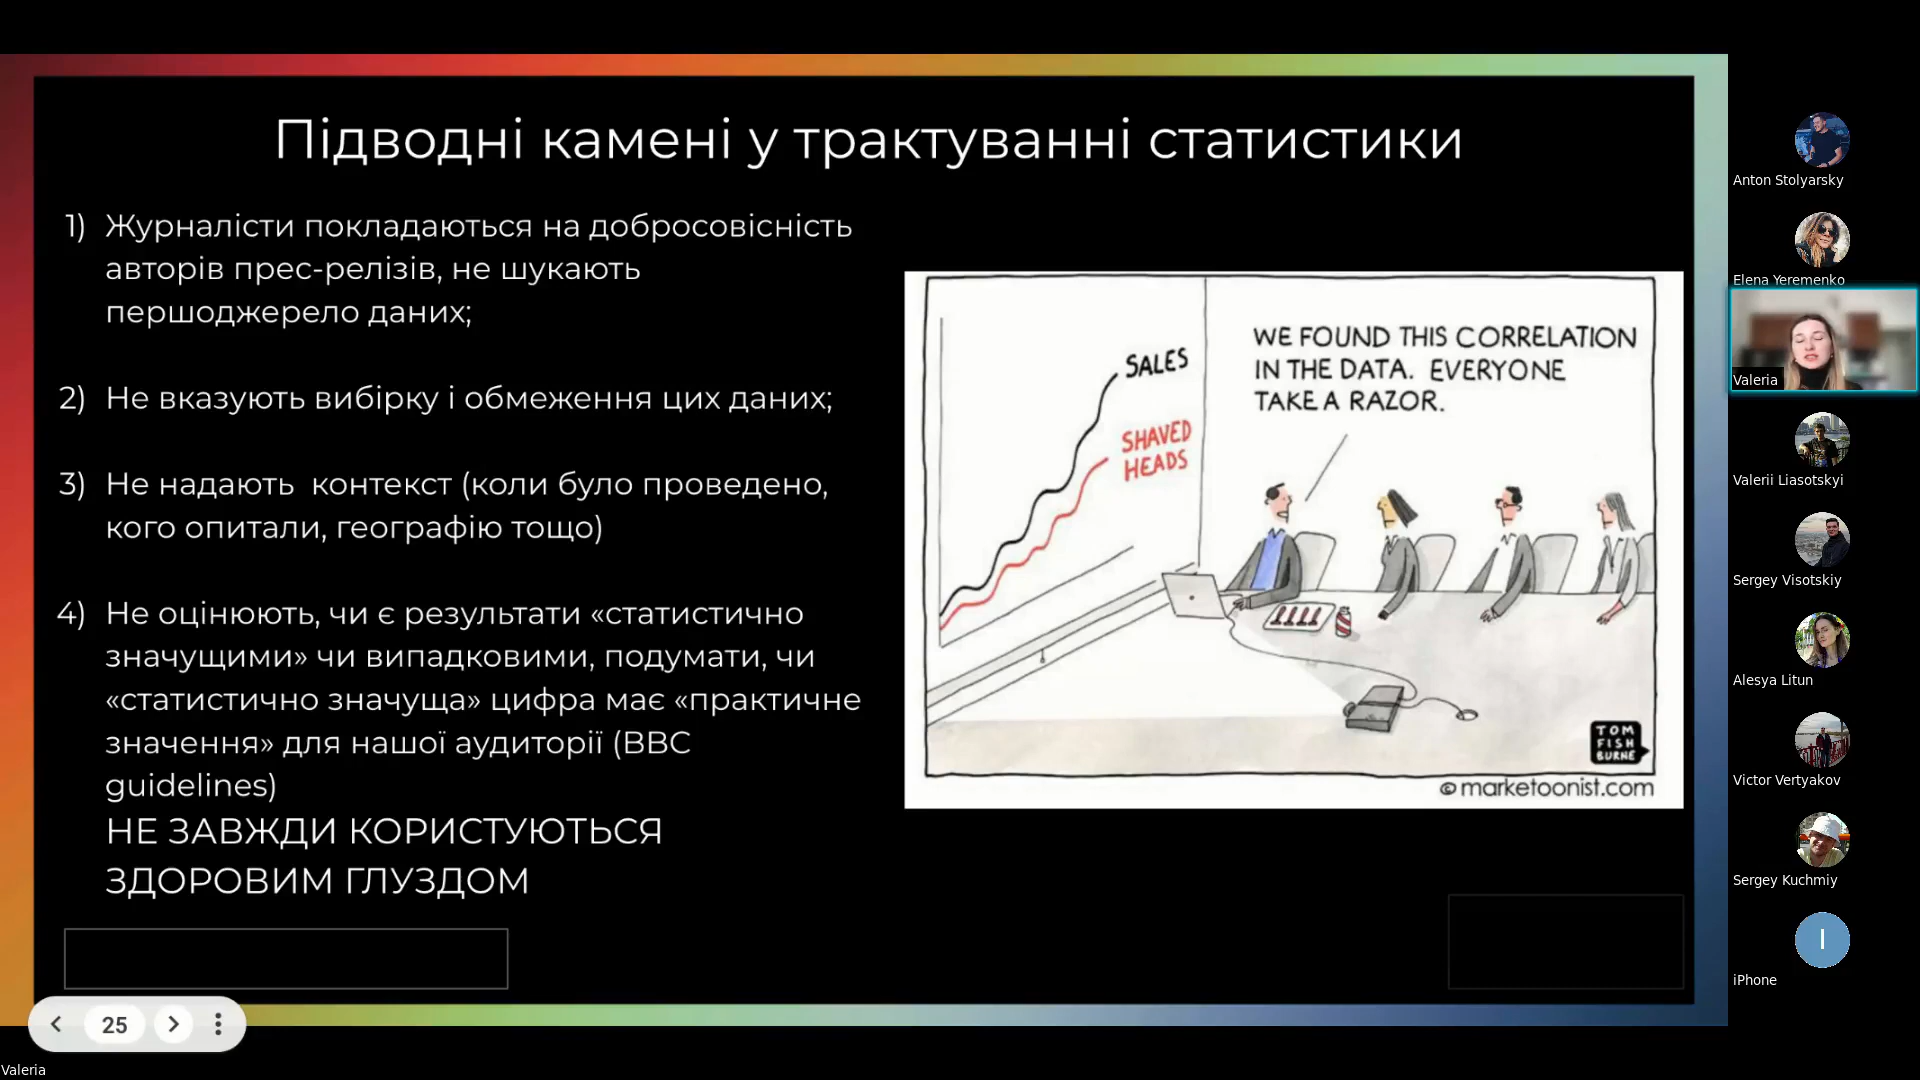 Підводні камені у трактуванні статистики
1) Журналісти покладаються на добросовісність
авторів прес-релізів, не шукають
першоджерело даних;
2) Не вказують вибірку і обмеження цих даних;
3) Не надають контекст (коли було проведено,
кого опитали, географію тощо)
4) Не оцінюють, чи є результати «статистично
значущими» чи випадковими, подумати, чи
«статистично значуща» цифра має «практичне
значення» для нашої аудиторії (BBC
guidelines)
НЕ ЗАВЖДИ КОРИСТУЮТЬСЯ
ЗДОРОВИМ ГЛУЗДОМ
SALES
SHAVED
HEADS
WE FOUND THIS CORRELATION
IN THE DATA. EVERYONE
TAKE A RAZOR.
TOM
FISH
BURNE
© marketoonist.com
25
Valeria
Anton Stolyarsky
Elena Yeremenko
Valeria
Valerii Liasotskyi
Sergey Visotskiy
Alesya Litun
Victor Vertyakov
Sergey Kuchmiy
I
iPhone